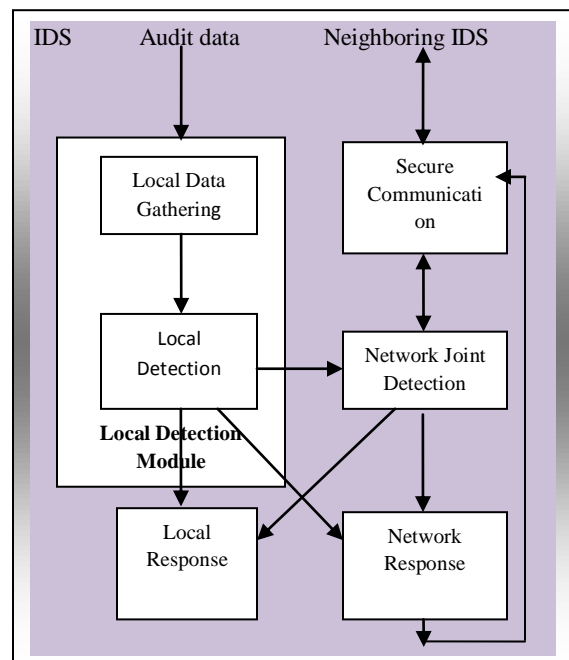 IDS Audit data Neighboring IDS
Secure
Communicati
on
Local Data
Gathering
Local
Detection
Network Joint
Detection
Local Detection
Module
Local
Response
Network
Response